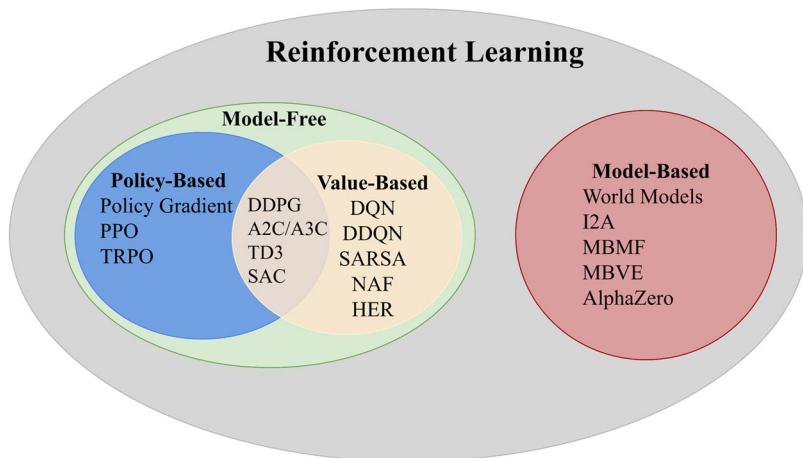 Reinforcement Learning
Model-Free
Policy-Based
Policy Gradient
PPO
TRPO
DDPG
A2C/A3C
TD3
SAC
Value-Based
DQN
DDQN
SARSA
NAF
HER
Model-Based
World Models
I2A
MBMF
MBVE
AlphaZero